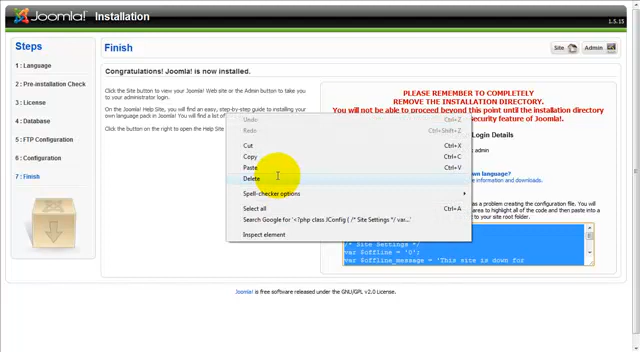 Joomla! Installation
1.5.15
Steps
1 : Language
2 : Pre-installation Check
3 : License
4 : Database
5 : FTP Configuration
6 : Configuration
7 : Finish
Finish
Site
Admin
Congratulations! Joomla! is now installed.
Click the Site button to view your Joomla! Web site or the Admin button to take you
to your administrator login.
On the Joomla! Help Site, you will find an easy, step-by-step guide to installing your
own language pack in Joomla! You will find a list of
Click the button on the right to open the Help Site
PLEASE REMEMBER TO COMPLETELY
REMOVE THE INSTALLATION DIRECTORY.
You will not be able to proceed beyond this point until the installation directory
security feature of Joomla!.
Login Details
: admin
own language?
information and downloads.
as a problem creating the configuration file. You will
area to highlight all of the code and then paste into a
to your site root folder.
Undo Ctrl+Z
Redo Ctrl+Shift+Z
Cut Ctrl+X
Copy Ctrl+C
Paste Ctrl+V
Delete
Spell-checker options
Select all Ctrl+A
Search Google for '<?php class JConfig { /* Site Settings */ var...'
Inspect element
/* Site Settings */
var $offline = '0';
var $offline_message = 'This site is down for
Joomla! is free software released under the GNU/GPL v2.0 License.